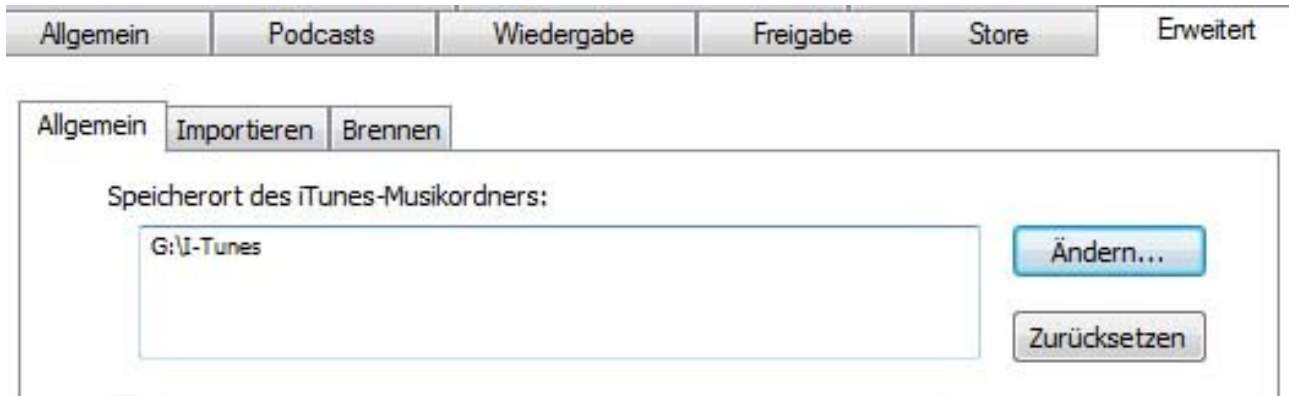 Allgemein Podcasts Wiedergabe Freigabe Store Erweitert
Allgemein Importieren Brennen
Speicherort des iTunes-Musikordners:
G:\I-Tunes Ändern...
Zurücksetzen